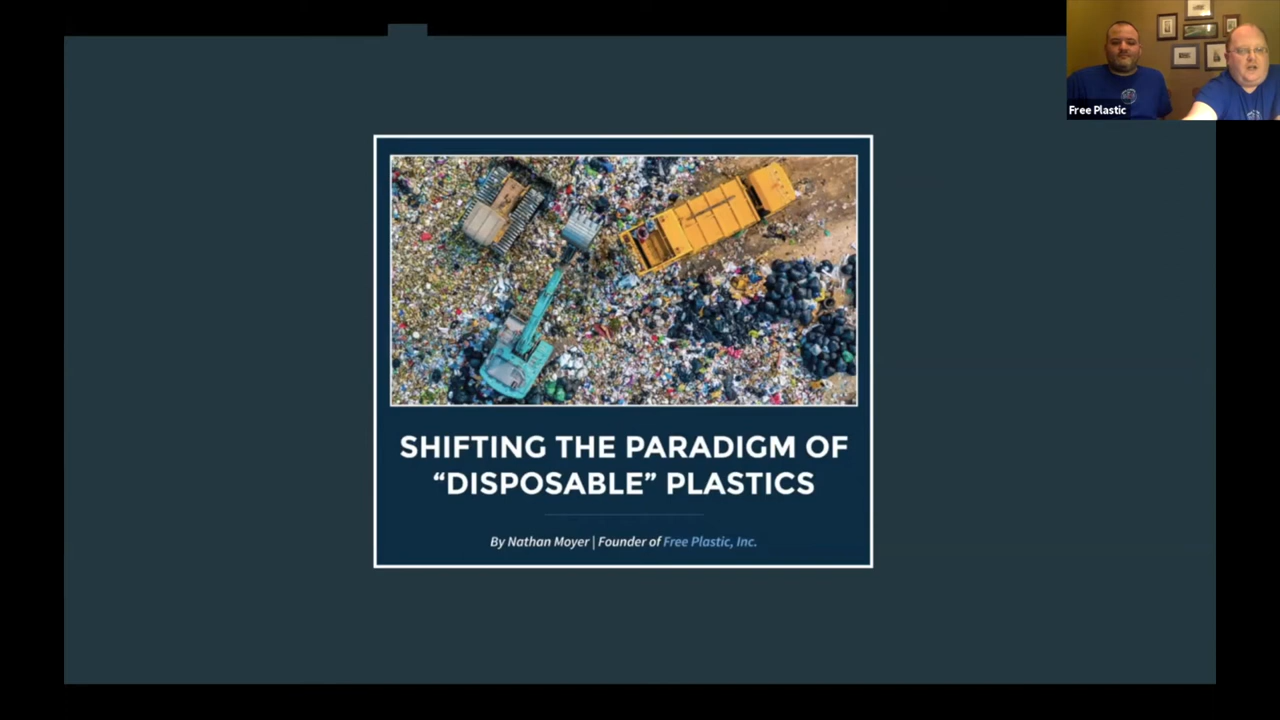 Free Plastic
SHIFTING THE PARADIGM OF
“DISPOSABLE” PLASTICS
By Nathan Moyer | Founder of Free Plastic, Inc.